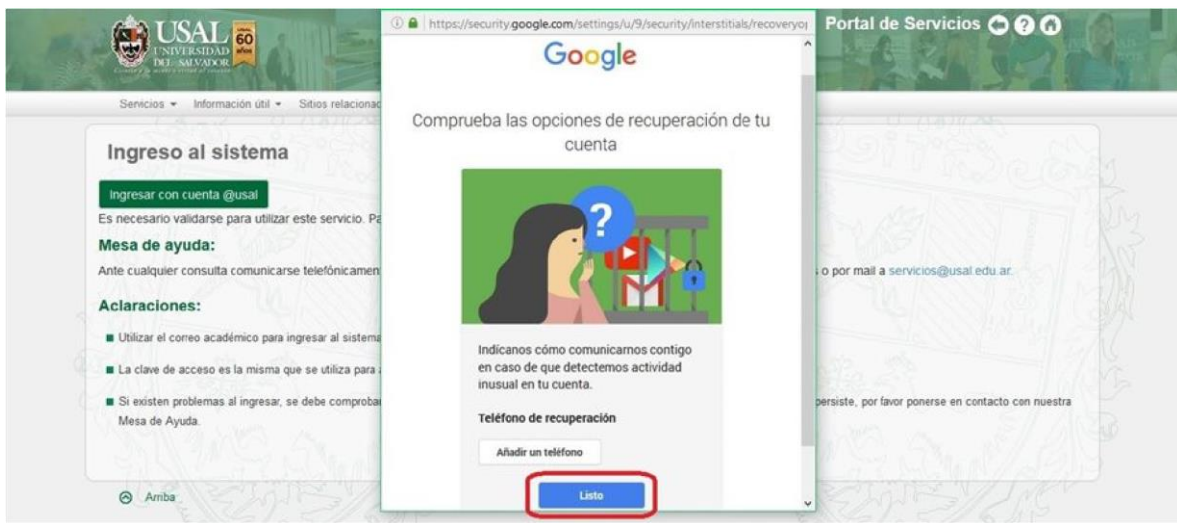 USAL
UNIVERSIDAD
DEL SALVADOR
60
años
Portal de Servicios
Servicios
Información útil
Sitios relacionad
Ingreso al sistema
Ingresar con cuenta @usal
Es necesario validarse para utilizar este servicio. Pa
Mesa de ayuda:
Ante cualquier consulta comunicarse telefónicamen
s o por mail a servicios@usal.edu.ar.
Aclaraciones:
Utilizar el correo académico para ingresar al sistema
La clave de acceso es la misma que se utiliza para a
Si existen problemas al ingresar, se debe comprobar
persiste, por favor ponerse en contacto con nuestra
Mesa de Ayuda.
Arriba
https://security.google.com/settings/u/9/security/interstitials/recoveryop
Google
Comprueba las opciones de recuperación de tu
cuenta
?
Indícanos cómo comunicarnos contigo
en caso de que detectemos actividad
inusual en tu cuenta.
Teléfono de recuperación
Añadir un teléfono
Listo